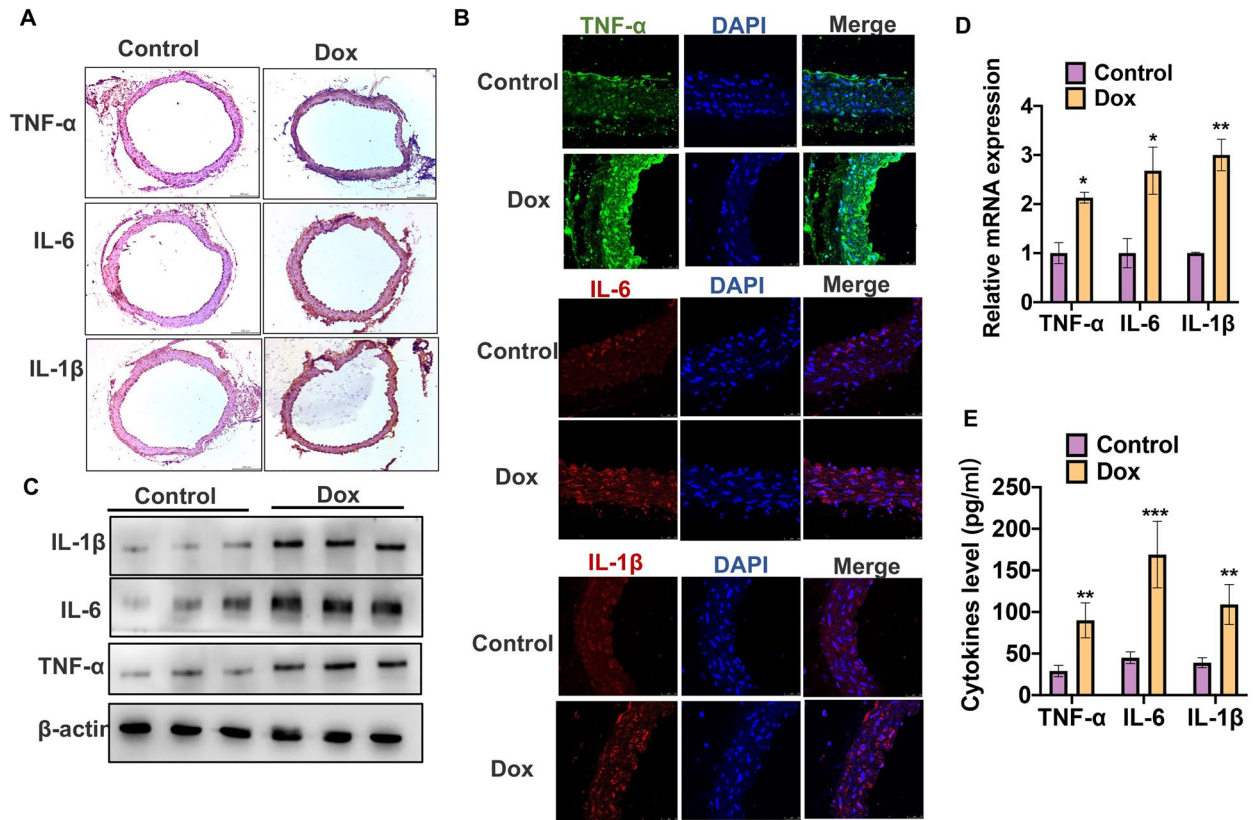 A
Control Dox
TNF-α
IL-6
IL-1β
B
TNF-α DAPI Merge
Control
Dox
IL-6 DAPI Merge
Control
Dox
IL-1β DAPI Merge
Control
Dox
C
Control Dox
IL-1β
IL-6
TNF-α
β-actin
D
Control
Dox
Relative mRNA expression
4
3
2
1
0
* * **
TNF-α IL-6 IL-1β
E
Control
Dox
Cytokines level (pg/ml)
250
200
150
100
50
0
** *** **
TNF-α IL-6 IL-1β